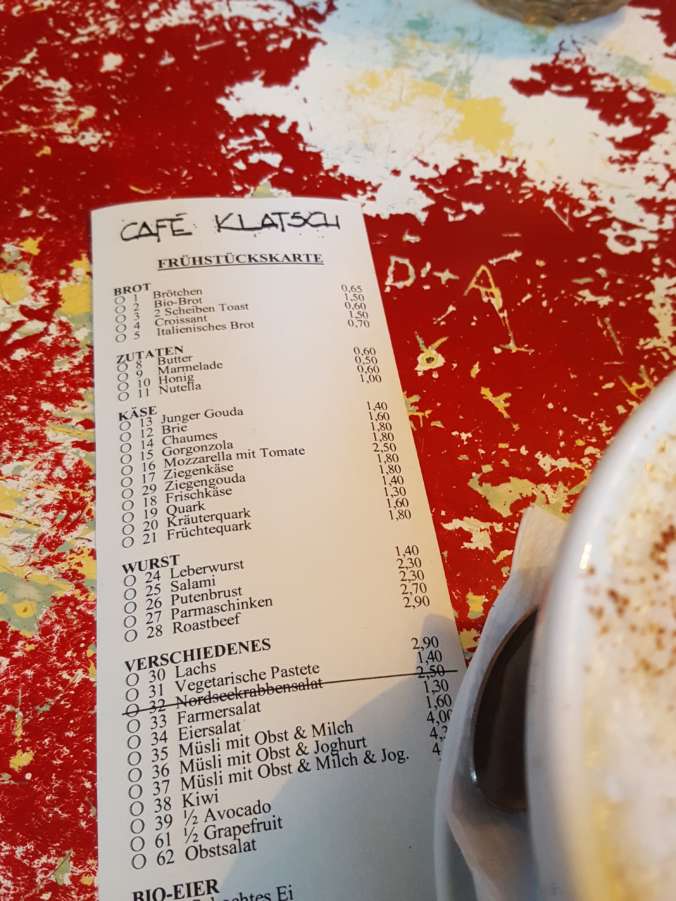 CAFÉ KLATSCH
FRÜHSTÜCKSKARTE
BROT
O 1 Brötchen 0,65
O 2 Bio-Brot 1,50
O 3 2 Scheiben Toast 0,60
O 4 Croissant 1,50
O 5 Italienisches Brot 0,70
ZUTATEN
O 8 Butter 0,60
O 9 Marmelade 0,50
O 10 Honig 0,60
O 11 Nutella 1,00
KÄSE
O 13 Junger Gouda 1,40
O 12 Brie 1,60
O 14 Chaumes 1,80
O 15 Gorgonzola 1,80
O 16 Mozzarella mit Tomate 2,50
O 17 Ziegenkäse 1,80
O 29 Ziegengouda 1,80
O 18 Frischkäse 1,40
O 19 Quark 1,30
O 20 Kräuterquark 1,60
O 21 Früchtequark 1,80
WURST
O 24 Leberwurst 1,40
O 25 Salami 2,30
O 26 Putenbrust 2,30
O 27 Parmaschinken 2,70
O 28 Roastbeef 2,90
VERSCHIEDENES
O 30 Lachs 2,90
O 31 Vegetarische Pastete 1,40
O 32 Nordseekrabbensalat 2,50
O 33 Farmersalat 1,30
O 34 Eiersalat 1,60
O 35 Müsli mit Obst & Milch 4,00
O 36 Müsli mit Obst & Joghurt
O 37 Müsli mit Obst & Milch & Jog.
O 38 Kiwi
O 39 ½ Avocado
O 61 ½ Grapefruit
O 62 Obstsalat
BIO-EIER
Ei
D+A